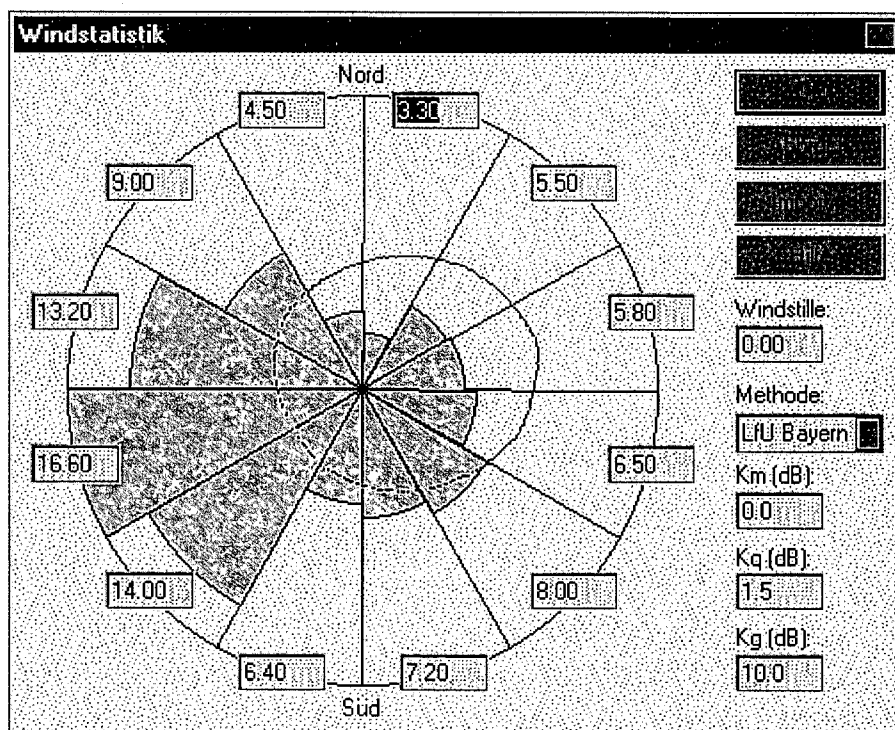 Windstatistik
Nord
4.50
3.30
9.00
5.50
13.20
5.80
Windstille:
0.00
Methode:
LfU Bayern
16.60
6.50
Km (dB):
0.0
Kq (dB):
1.5
14.00
8.00
Kg (dB):
10.0
6.40
7.20
Süd